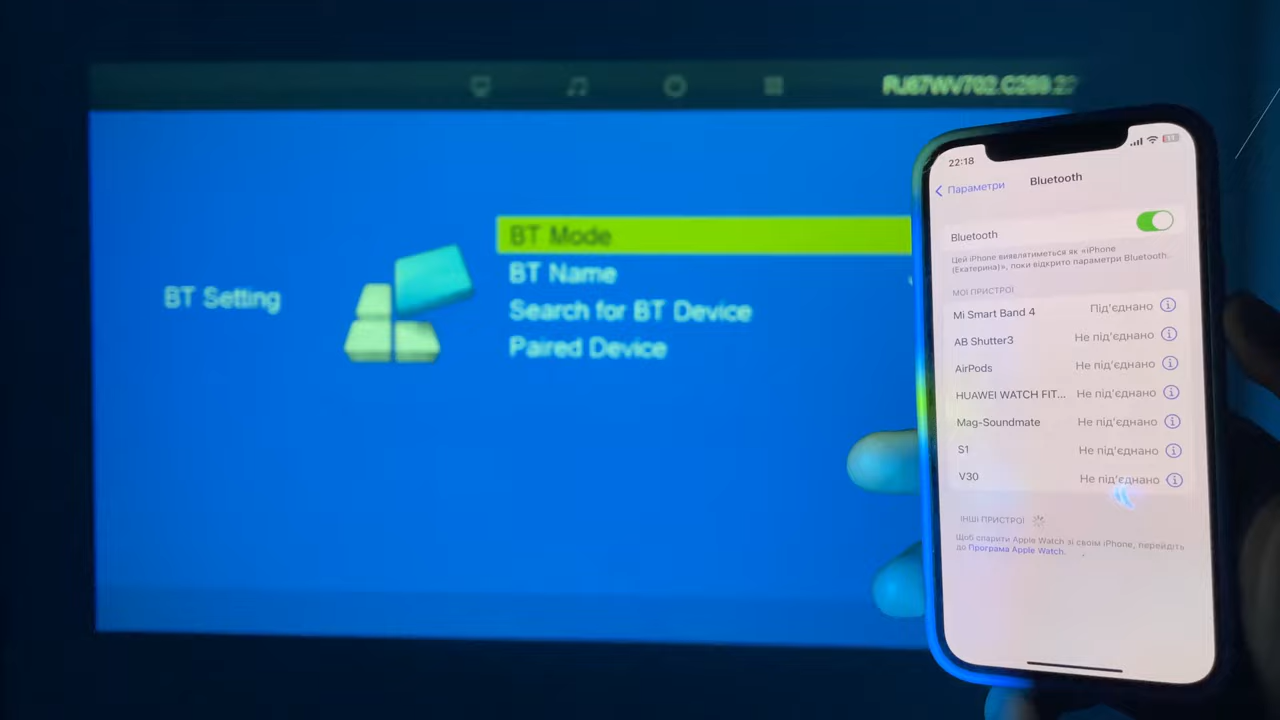 BT Setting
BT Mode
BT Name
Search for BT Device
Paired Device
22:18
Параметри
Bluetooth
Bluetooth
Цей iPhone виявлятиметься як «iPhone
(Екатерина)», поки відкрито параметри Bluetooth.
МОЇ ПРИСТРОЇ
Mi Smart Band 4 Під'єднано
AB Shutter3 Не під'єднано
AirPods Не під'єднано
HUAWEI WATCH FIT... Не під'єднано
Mag-Soundmate Не під'єднано
S1 Не під'єднано
V30 Не під'єднано
ІНШІ ПРИСТРОЇ
Щоб спарити Apple Watch зі своїм iPhone, перейдіть
до Програма Apple Watch.